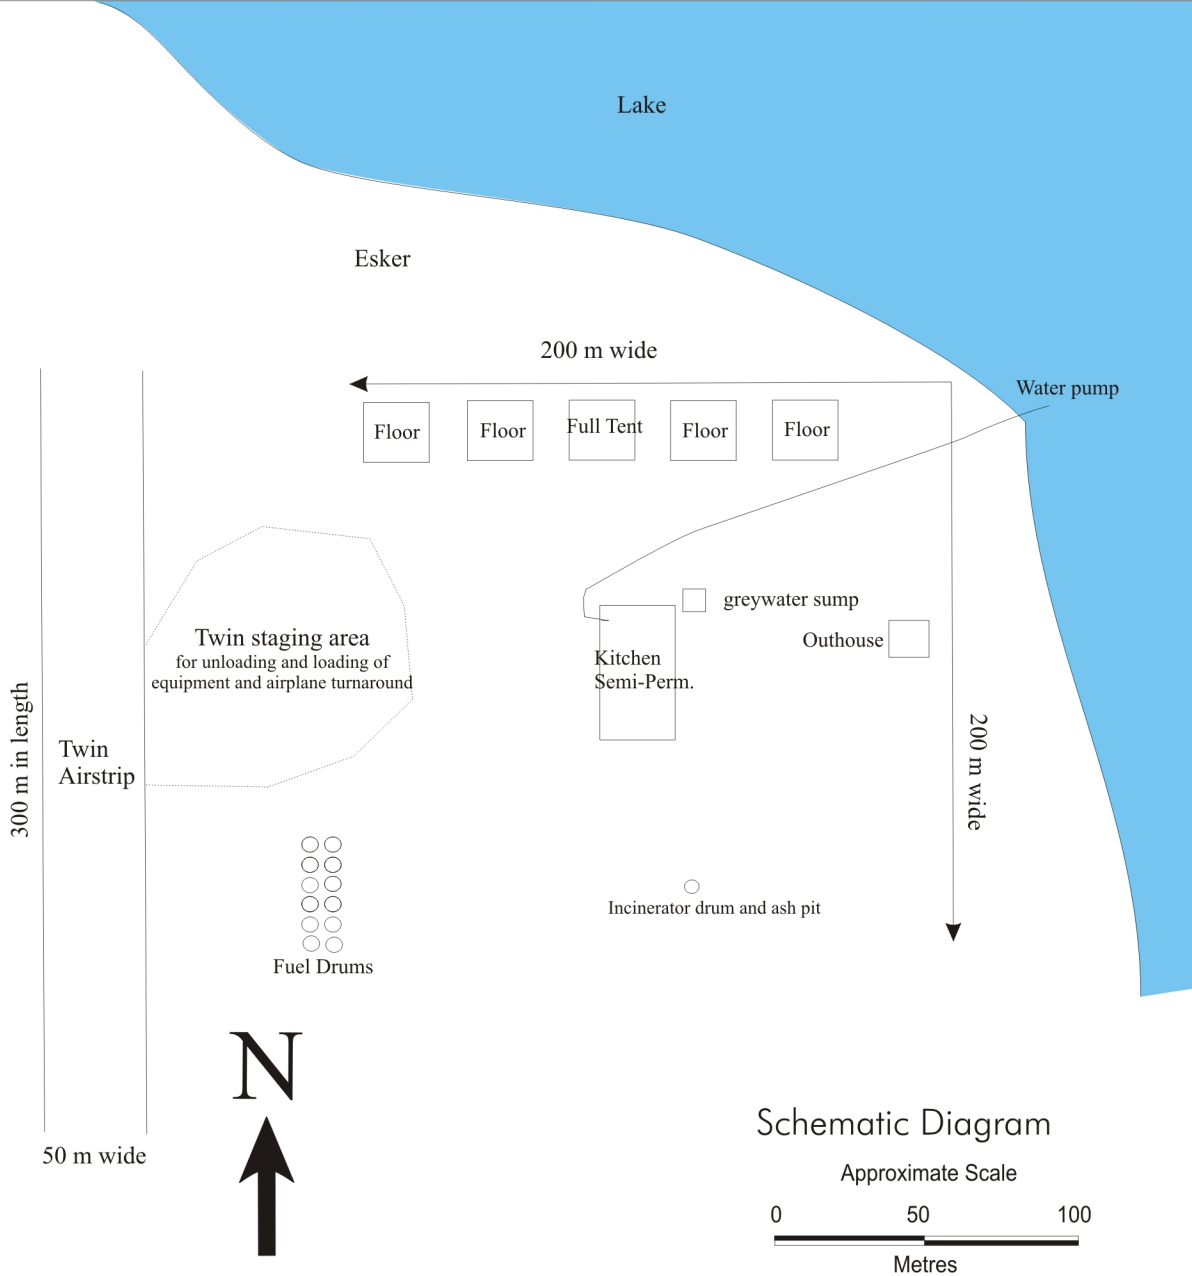 Lake
Esker
200 m wide
Water pump
Floor
Floor
Full Tent
Floor
Floor
greywater sump
Outhouse
Twin staging area
for unloading and loading of
equipment and airplane turnaround
Kitchen
Semi-Perm.
300 m in length
Twin
Airstrip
200 m wide
Incinerator drum and ash pit
Fuel Drums
N
50 m wide
Schematic Diagram
Approximate Scale
0 50 100
Metres